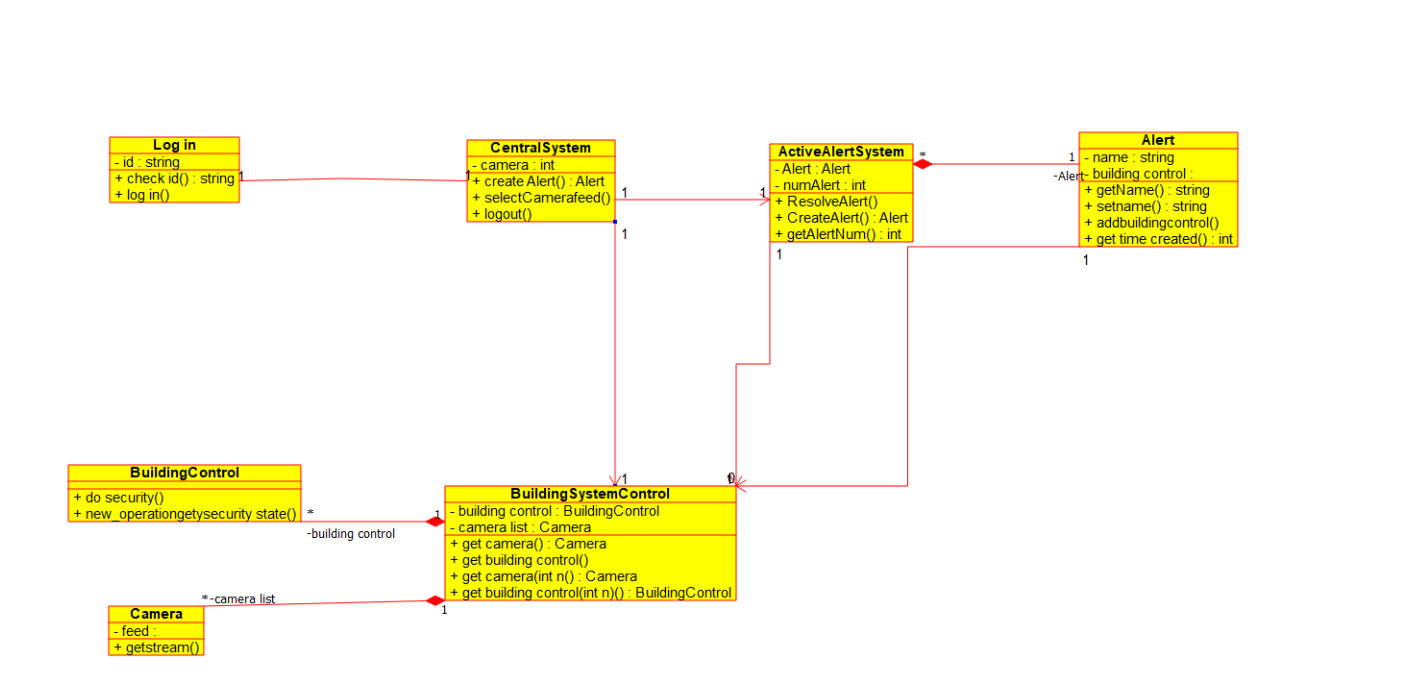 Log in
- id : string
+ check id() : string
+ log in()
1
1
CentralSystem
- camera : int
+ create Alert() : Alert
+ selectCamerafeed()
+ logout()
1
1
1
ActiveAlertSystem
- Alert : Alert
- numAlert : int
+ ResolveAlert()
+ CreateAlert() : Alert
+ getAlertNum() : int
1
*
1
-Alert
Alert
- name : string
- building control :
+ getName() : string
+ setname() : string
+ addbuildingcontrol()
+ get time created() : int
1
BuildingControl
+ do security()
+ new_operationgetysecurity state()
*
-building control
1
1
BuildingSystemControl
- building control : BuildingControl
- camera list : Camera
+ get camera() : Camera
+ get building control()
+ get camera(int n() : Camera
+ get building control(int n)() : BuildingControl
1
*-camera list
Camera
- feed :
+ getstream()